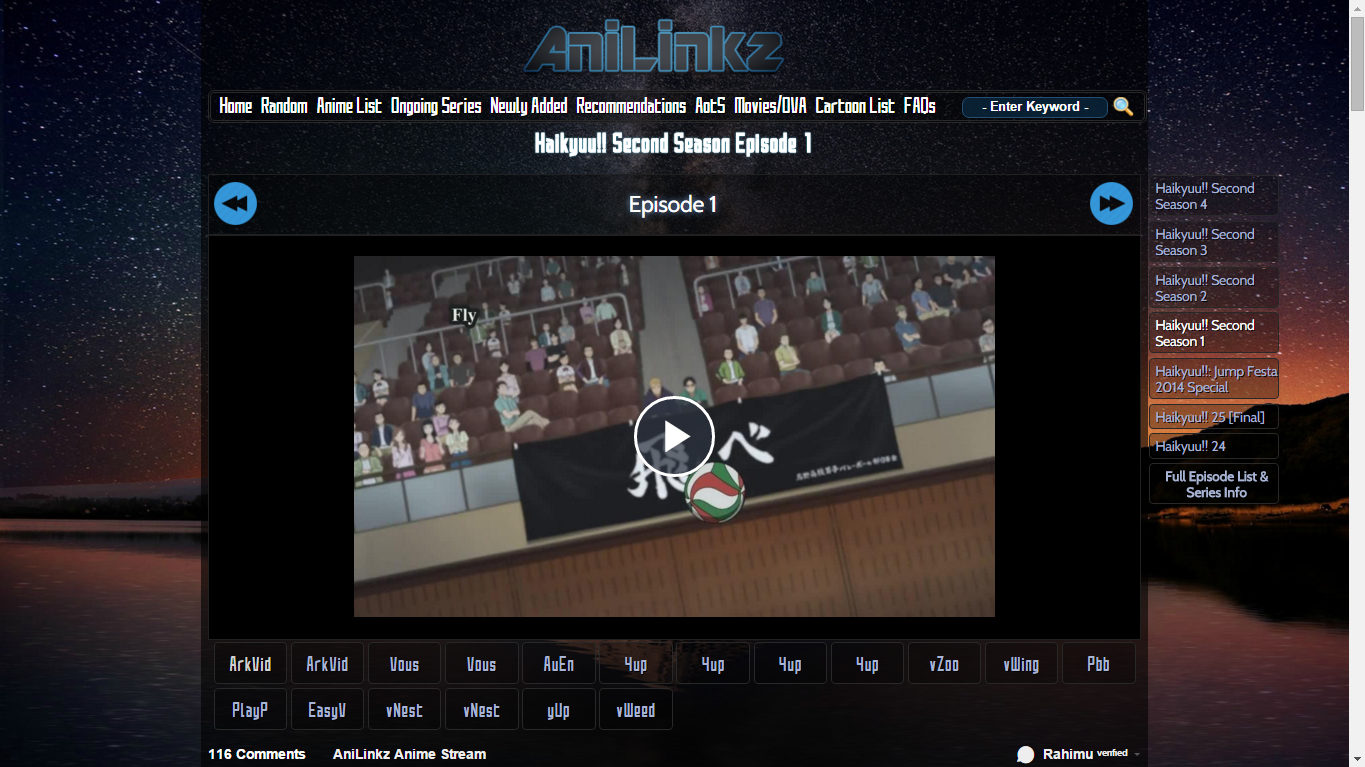 AniLinkz
Home Random Anime List Ongoing Series Newly Added Recommendations AotS Movies/OVA Cartoon List FAQs - Enter Keyword -
Haikyuu!! Second Season Episode 1
Episode 1
Fly
飛べ
Haikyuu!! Second
Season 4
Haikyuu!! Second
Season 3
Haikyuu!! Second
Season 2
Haikyuu!! Second
Season 1
Haikyuu!!: Jump Festa
2014 Special
Haikyuu!! 25 [Final]
Haikyuu!! 24
Full Episode List &
Series Info
ArkVid ArkVid Vous Vous AuEn 4up 4up 4up 4up vZoo vWing Pbb
PlayP EasyV vNest vNest yUp vWeed
116 Comments AniLinkz Anime Stream Rahimu verified